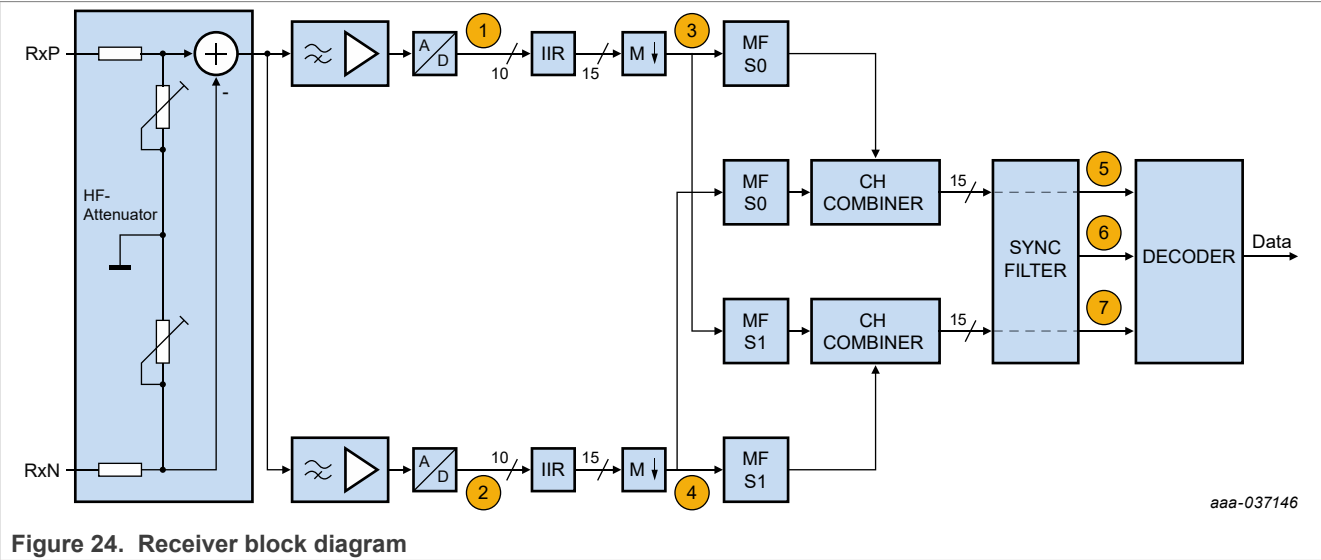 RxP
HF-
Attenuator
RxN
+
-
A
D
1
10
IIR
15
M
3
MF
S0
MF
S0
CH
COMBINER
15
MF
S1
CH
COMBINER
15
SYNC
FILTER
5
6
7
DECODER
Data
A
D
10
2
IIR
15
M
4
MF
S1
aaa-037146
Figure 24. Receiver block diagram